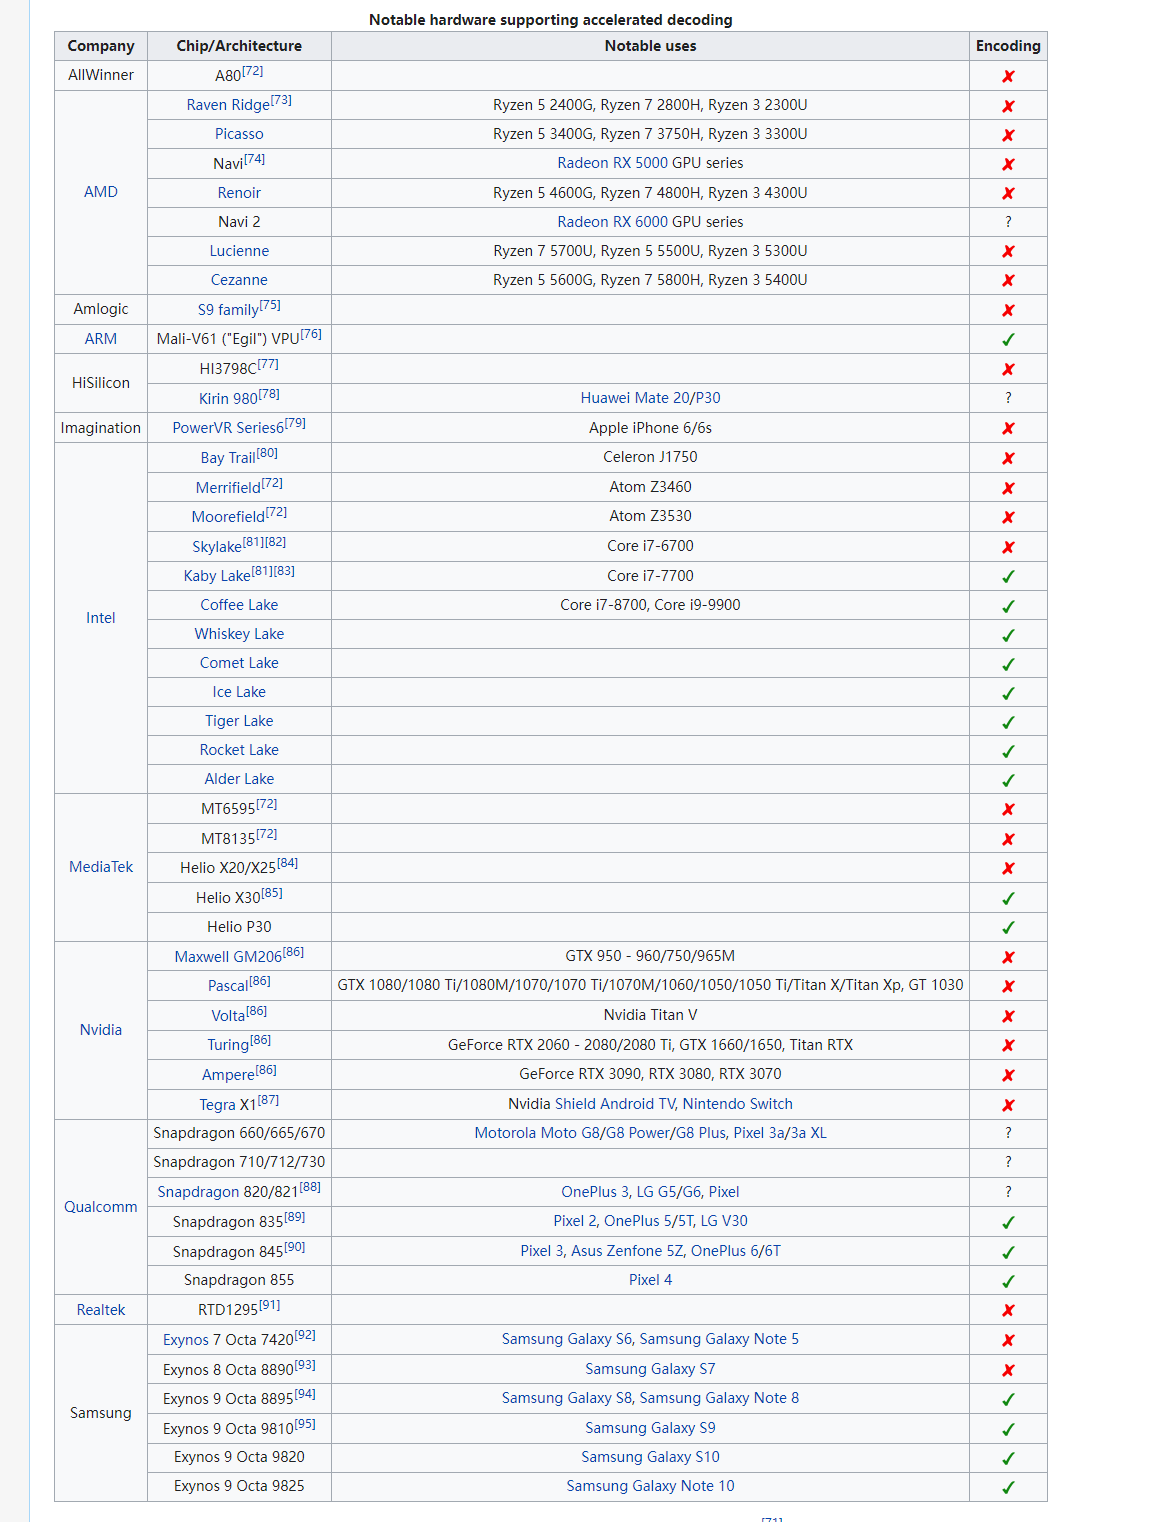 Notable hardware supporting accelerated decoding
Company Chip/Architecture Notable uses Encoding
AllWinner A80[72] ✘
AMD Raven Ridge[73] Ryzen 5 2400G, Ryzen 7 2800H, Ryzen 3 2300U ✘
Picasso Ryzen 5 3400G, Ryzen 7 3750H, Ryzen 3 3300U ✘
Navi[74] Radeon RX 5000 GPU series ✘
Renoir Ryzen 5 4600G, Ryzen 7 4800H, Ryzen 3 4300U ✘
Navi 2 Radeon RX 6000 GPU series ?
Lucienne Ryzen 7 5700U, Ryzen 5 5500U, Ryzen 3 5300U ✘
Cezanne Ryzen 5 5600G, Ryzen 7 5800H, Ryzen 3 5400U ✘
Amlogic S9 family[75] ✘
ARM Mali-V61 ("Egil") VPU[76] ✓
HiSilicon HI3798C[77] ✘
Kirin 980[78] Huawei Mate 20/P30 ?
Imagination PowerVR Series6[79] Apple iPhone 6/6s ✘
Intel Bay Trail[80] Celeron J1750 ✘
Merrifield[72] Atom Z3460 ✘
Moorefield[72] Atom Z3530 ✘
Skylake[81][82] Core i7-6700 ✘
Kaby Lake[81][83] Core i7-7700 ✓
Coffee Lake Core i7-8700, Core i9-9900 ✓
Whiskey Lake ✓
Comet Lake ✓
Ice Lake ✓
Tiger Lake ✓
Rocket Lake ✓
Alder Lake ✓
MediaTek MT6595[72] ✘
MT8135[72] ✘
Helio X20/X25[84] ✘
Helio X30[85] ✓
Helio P30 ✓
Nvidia Maxwell GM206[86] GTX 950 - 960/750/965M ✘
Pascal[86] GTX 1080/1080 Ti/1080M/1070/1070 Ti/1070M/1060/1050/1050 Ti/Titan X/Titan Xp, GT 1030 ✘
Volta[86] Nvidia Titan V ✘
Turing[86] GeForce RTX 2060 - 2080/2080 Ti, GTX 1660/1650, Titan RTX ✘
Ampere[86] GeForce RTX 3090, RTX 3080, RTX 3070 ✘
Tegra X1[87] Nvidia Shield Android TV, Nintendo Switch ✘
Qualcomm Snapdragon 660/665/670 Motorola Moto G8/G8 Power/G8 Plus, Pixel 3a/3a XL ?
Snapdragon 710/712/730 ?
Snapdragon 820/821[88] OnePlus 3, LG G5/G6, Pixel ?
Snapdragon 835[89] Pixel 2, OnePlus 5/5T, LG V30 ✓
Snapdragon 845[90] Pixel 3, Asus Zenfone 5Z, OnePlus 6/6T ✓
Snapdragon 855 Pixel 4 ✓
Realtek RTD1295[91] ✘
Samsung Exynos 7 Octa 7420[92] Samsung Galaxy S6, Samsung Galaxy Note 5 ✘
Exynos 8 Octa 8890[93] Samsung Galaxy S7 ✘
Exynos 9 Octa 8895[94] Samsung Galaxy S8, Samsung Galaxy Note 8 ✓
Exynos 9 Octa 9810[95] Samsung Galaxy S9 ✓
Exynos 9 Octa 9820 Samsung Galaxy S10 ✓
Exynos 9 Octa 9825 Samsung Galaxy Note 10 ✓
[71]